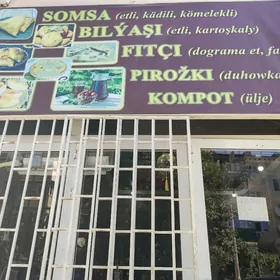 SOMSA (etli, kädili, kömelekli)
BILÝAŞI (etli, kartoşkaly)
FITÇI (dograma et,
PIROŽKI (duhowka
KOMPOT (ülje)